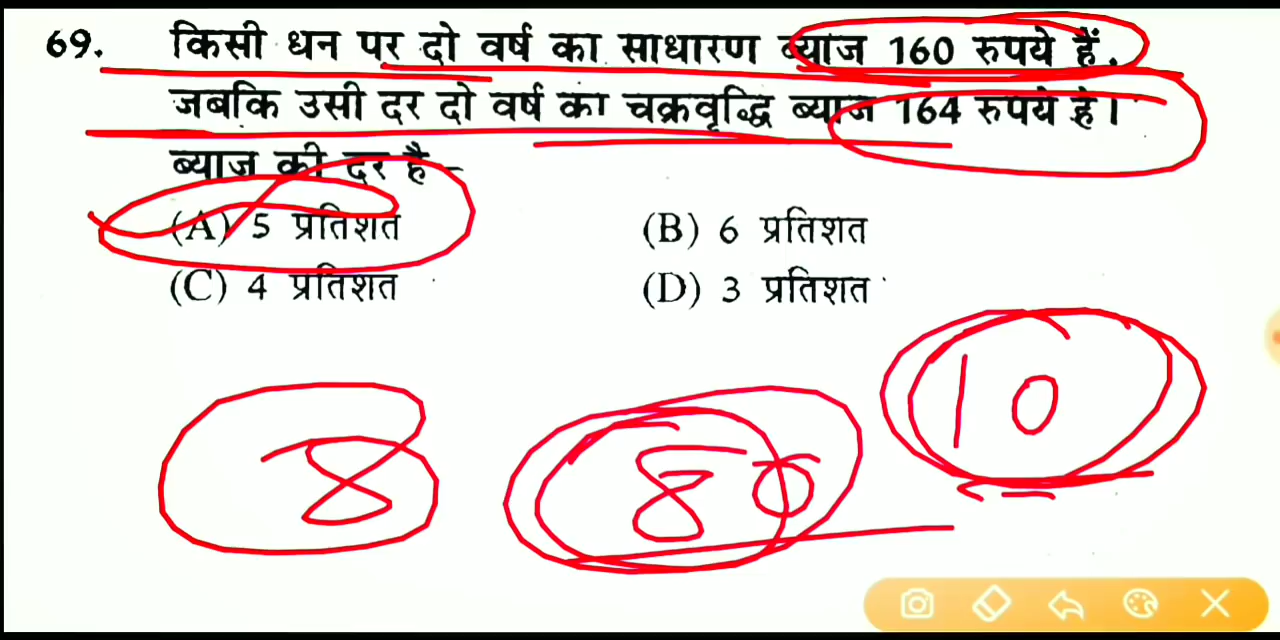 69. किसी धन पर दो वर्ष का साधारण ब्याज 160 रुपये हैं,
जबकि उसी दर दो वर्ष का चक्रवृद्धि ब्याज 164 रुपये है।
ब्याज की दर है –
(A) 5 प्रतिशत (B) 6 प्रतिशत
(C) 4 प्रतिशत (D) 3 प्रतिशत
10
8 80